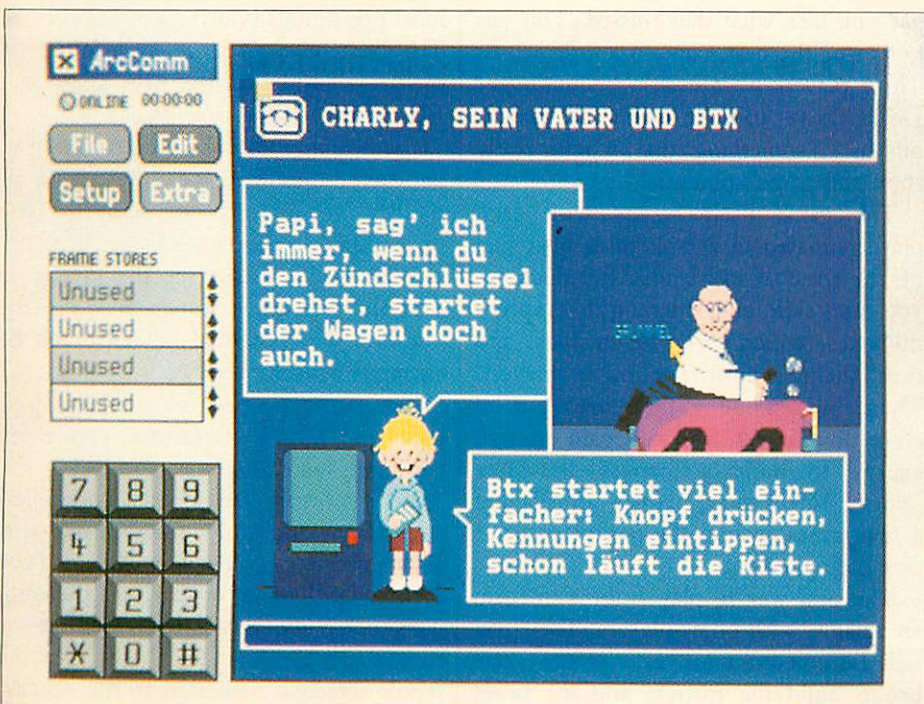 ArcComm
ONLINE 00:00:00
File Edit
Setup Extra
FRAME STORES
Unused
Unused
Unused
Unused
7 8 9
4 5 6
1 2 3
* 0 #
CHARLY, SEIN VATER UND BTX
Papi, sag' ich
immer, wenn du
den Zündschlüssel
drehst, startet
der Wagen doch
auch.
Btx startet viel ein-
facher: Knopf drücken,
Kennungen eintippen,
schon läuft die Kiste.